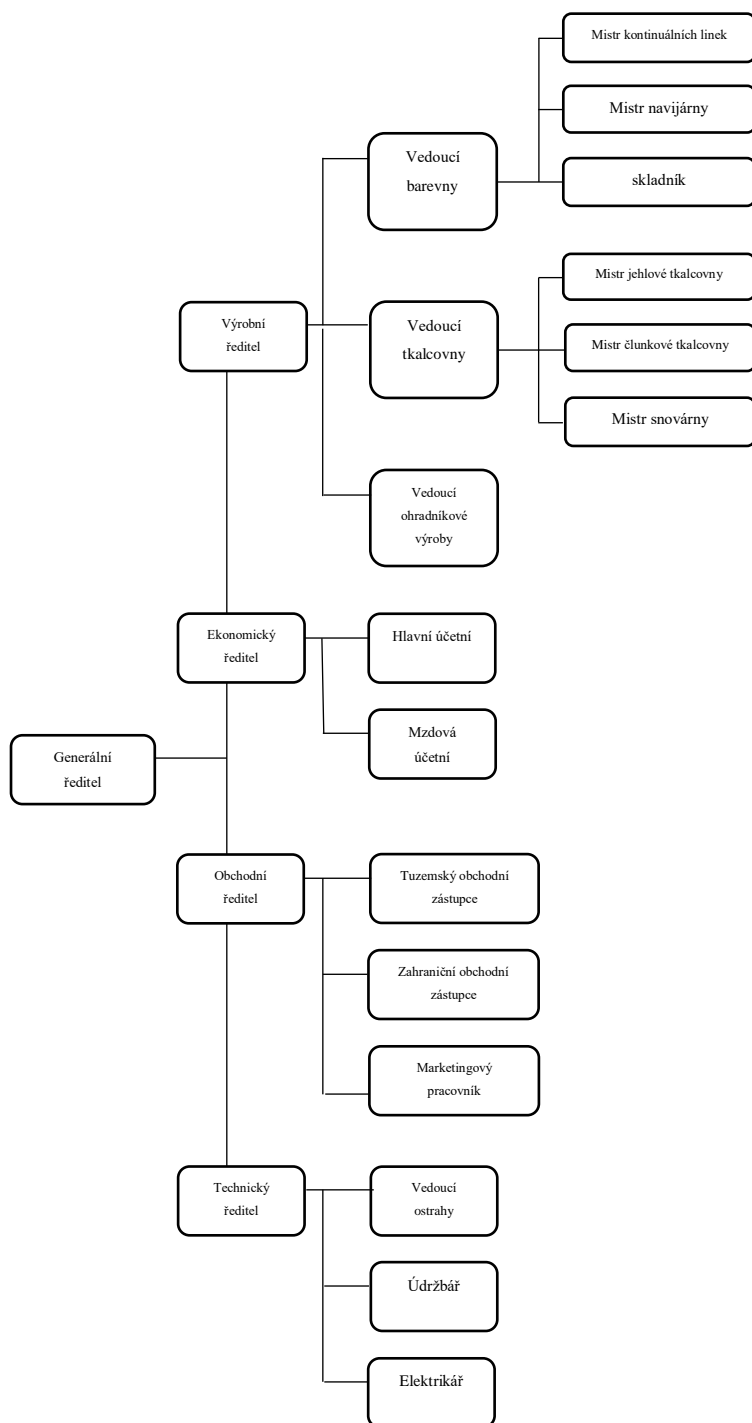 Mistr kontinuálních linek
Mistr navijárny
Vedoucí
barevny
skladník
Mistr jehlové tkalcovny
Výrobní
ředitel
Vedoucí
tkalcovny
Mistr člunkové tkalcovny
Mistr snovárny
Vedoucí
ohradníkové
výroby
Ekonomický
ředitel
Hlavní účetní
Mzdová
účetní
Generální
ředitel
Obchodní
ředitel
Tuzemský obchodní
zástupce
Zahraniční obchodní
zástupce
Marketingový
pracovník
Technický
ředitel
Vedoucí
ostrahy
Údržbář
Elektrikář